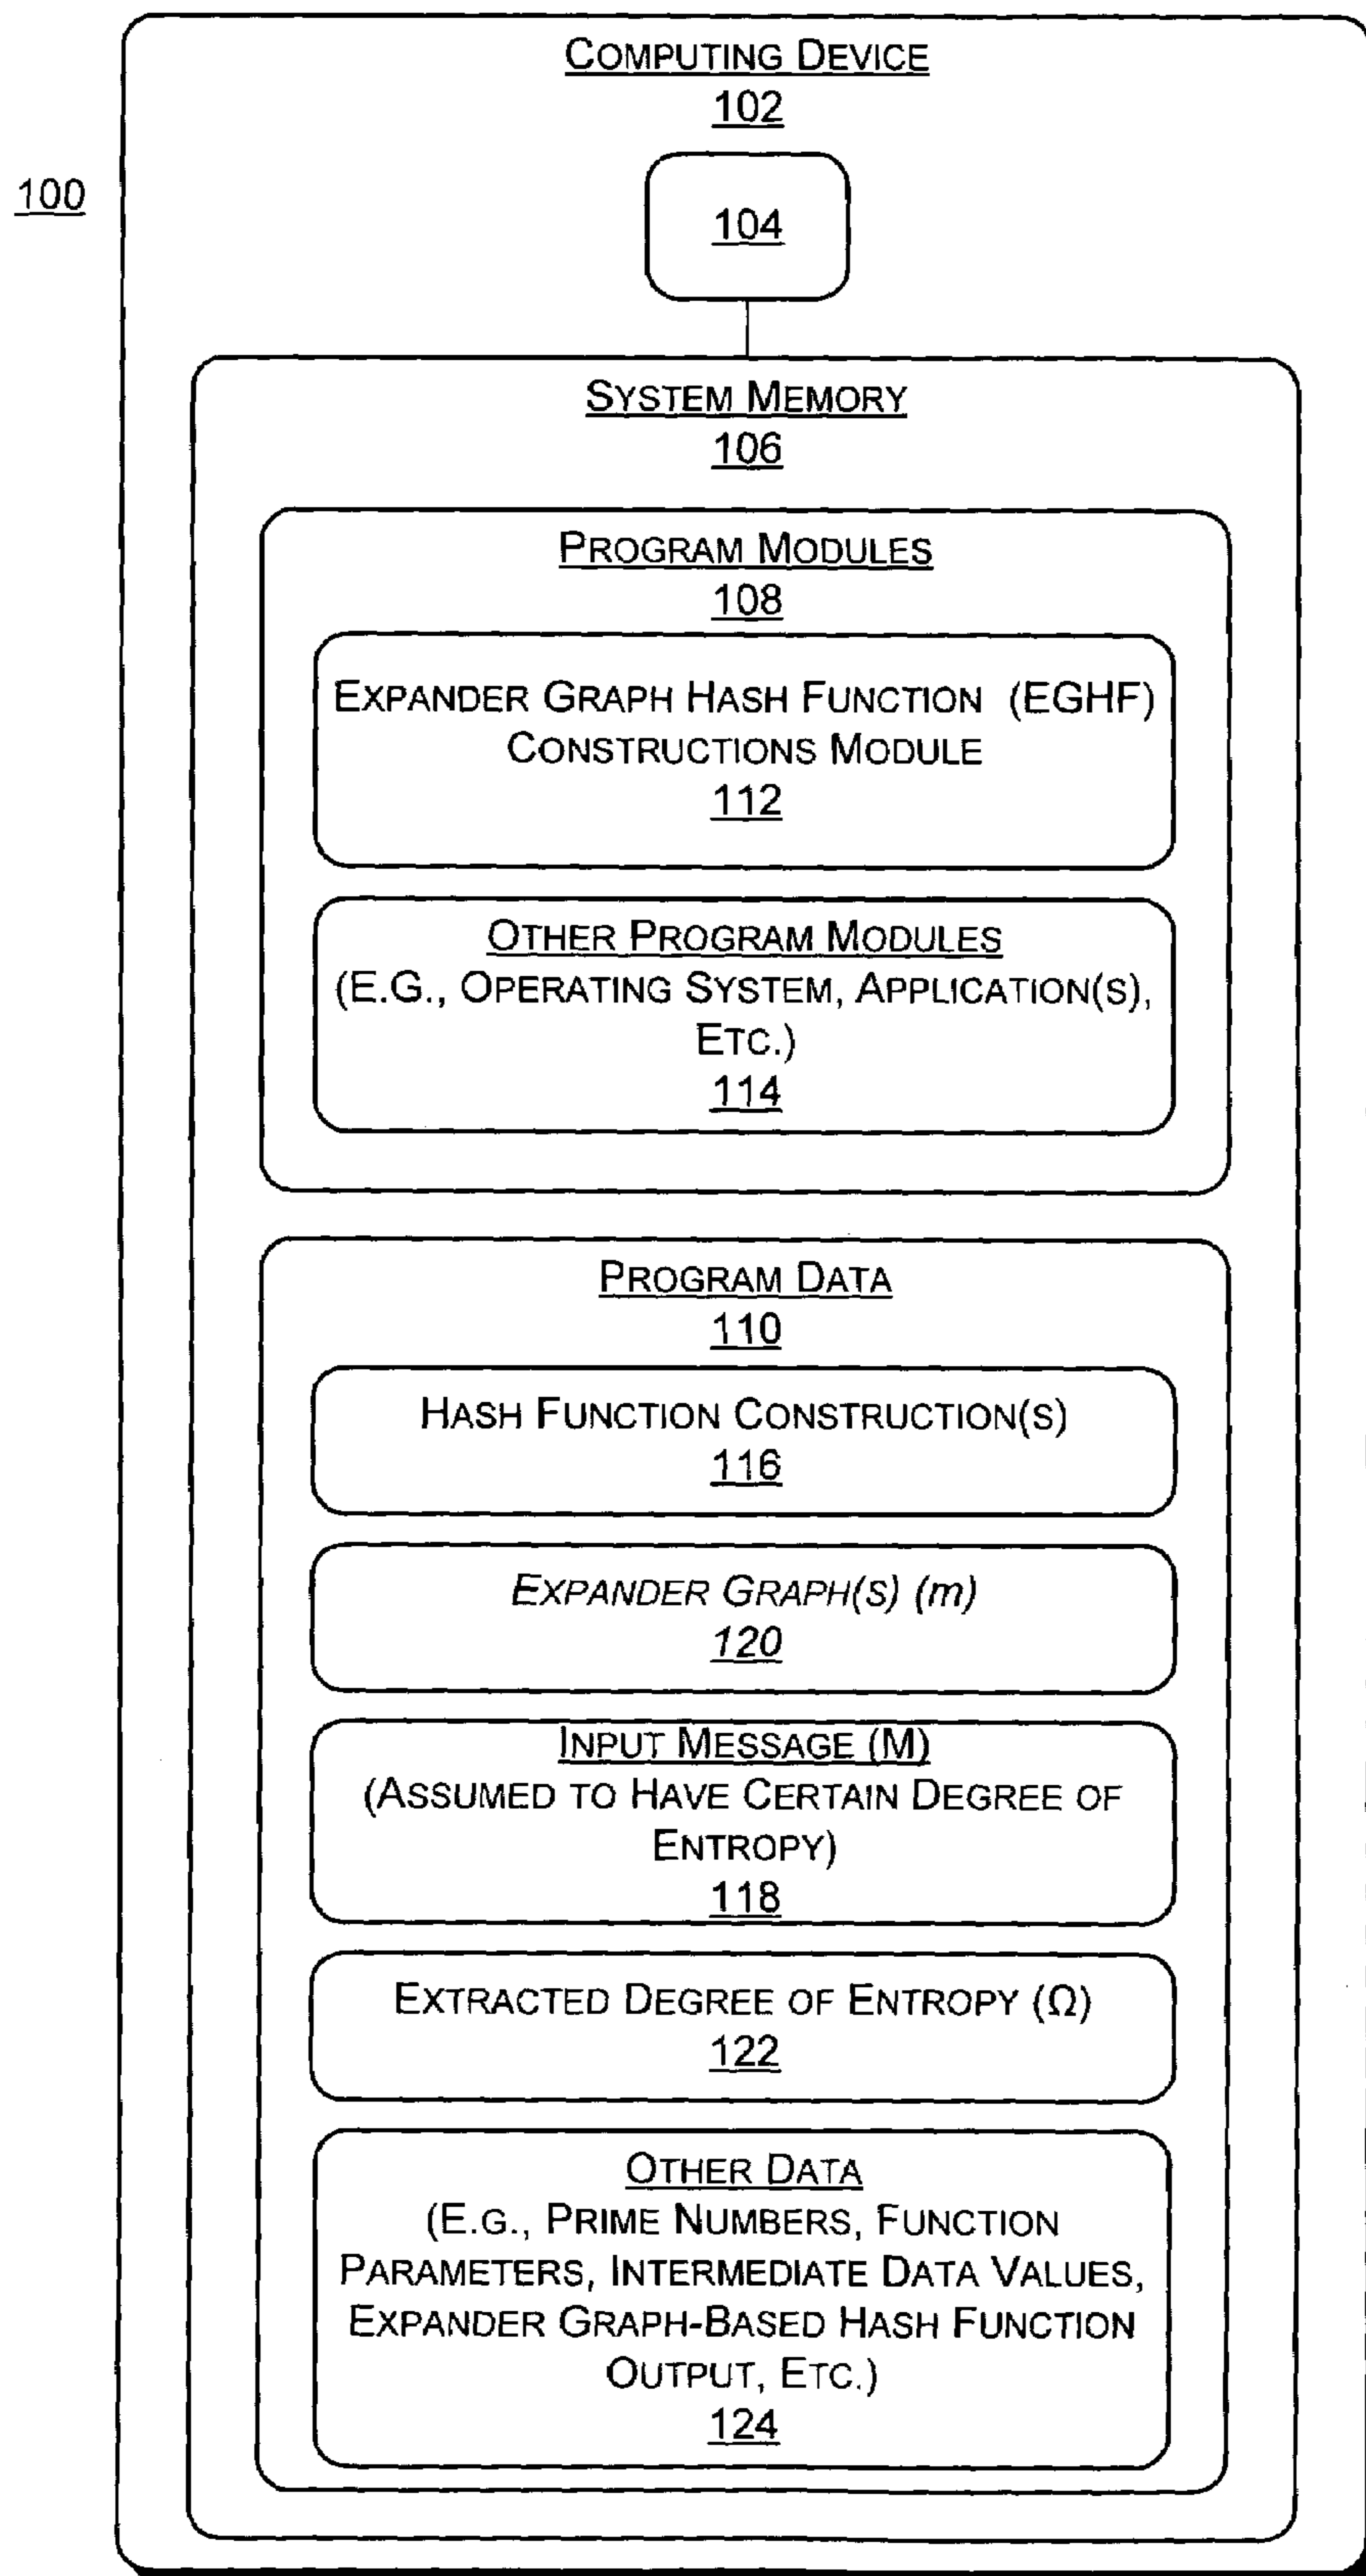 COMPUTING DEVICE
102
100
104
SYSTEM MEMORY
106
PROGRAM MODULES
108
EXPANDER GRAPH HASH FUNCTION (EGHF)
CONSTRUCTIONS MODULE
112
OTHER PROGRAM MODULES
(E.G., OPERATING SYSTEM, APPLICATION(S),
ETC.)
114
PROGRAM DATA
110
HASH FUNCTION CONSTRUCTION(S)
116
EXPANDER GRAPH(S) (m)
120
INPUT MESSAGE (M)
(ASSUMED TO HAVE CERTAIN DEGREE OF
ENTROPY)
118
EXTRACTED DEGREE OF ENTROPY (Ω)
122
OTHER DATA
(E.G., PRIME NUMBERS, FUNCTION
PARAMETERS, INTERMEDIATE DATA VALUES,
EXPANDER GRAPH-BASED HASH FUNCTION
OUTPUT, ETC.)
124